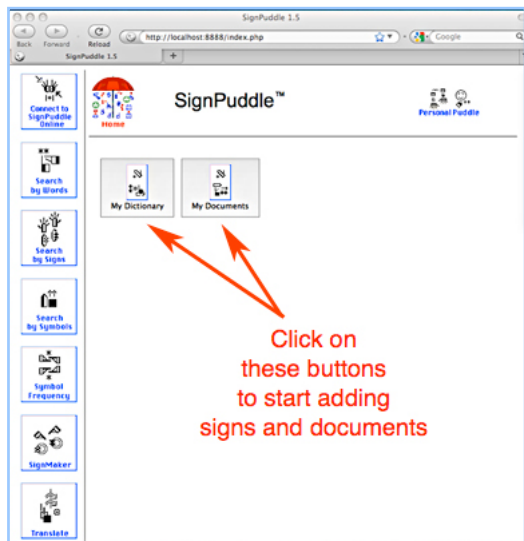 SignPuddle 1.5
Back Forward Reload http://localhost:8888/index.php Google
SignPuddle 1.5 +
Connect to
SignPuddle
Online
Home
SignPuddle™
Personal Puddle
Search
by Words
My Dictionary
My Documents
Search
by Signs
Search
by Symbols
Symbol
Frequency
SignMaker
Translate
Click on
these buttons
to start adding
signs and documents